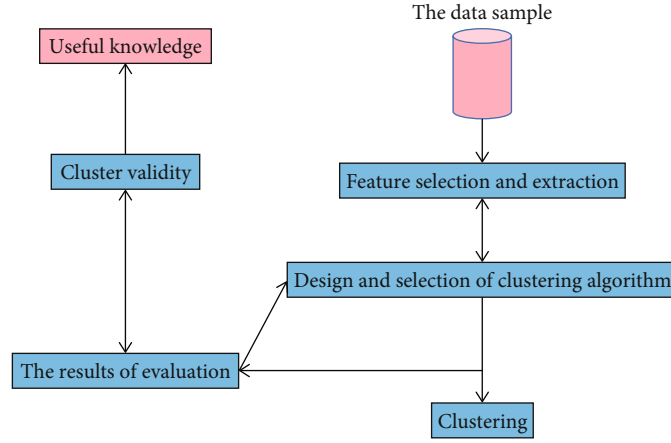 The data sample
Useful knowledge
Cluster validity
Feature selection and extraction
Design and selection of clustering algorithm
The results of evaluation
Clustering